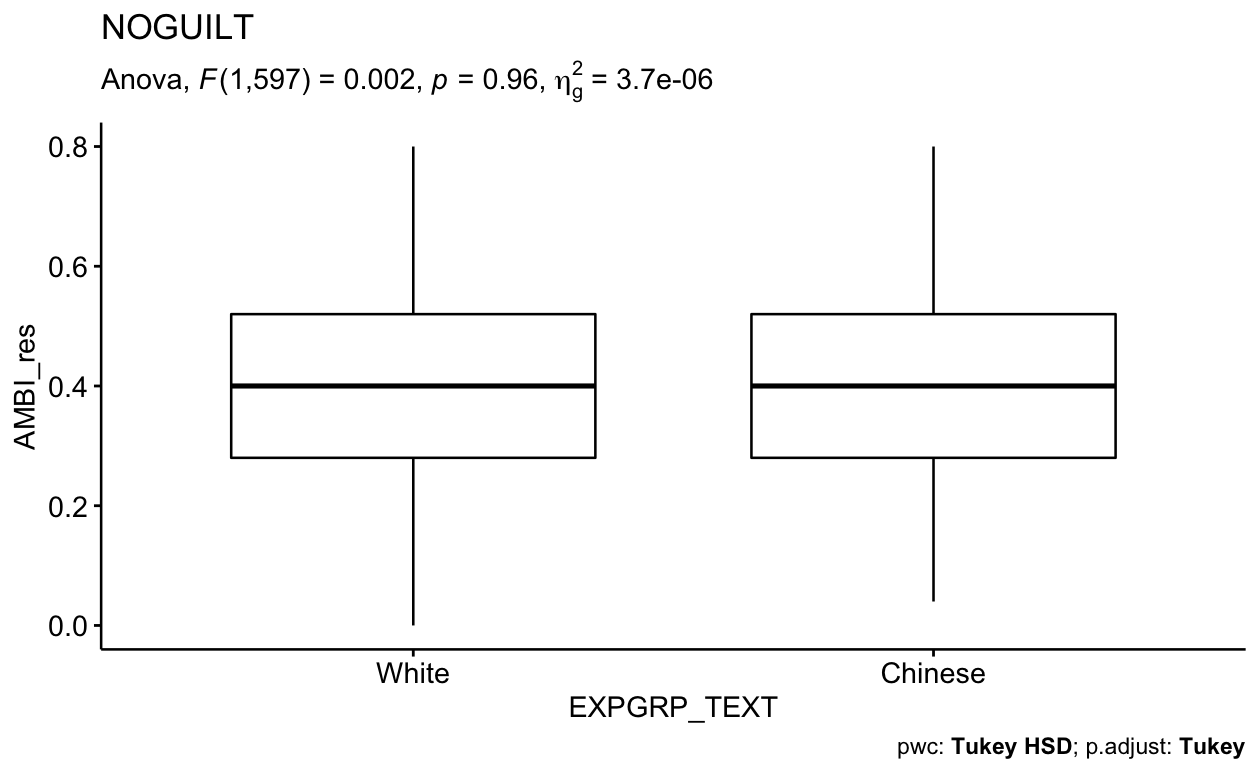 NOGUILT
Anova, F(1,597) = 0.002, p = 0.96, η²g = 3.7e-06
0.8
0.6
0.4
0.2
0.0
AMBI_res
White Chinese
EXPGRP_TEXT
pwc: Tukey HSD; p.adjust: Tukey